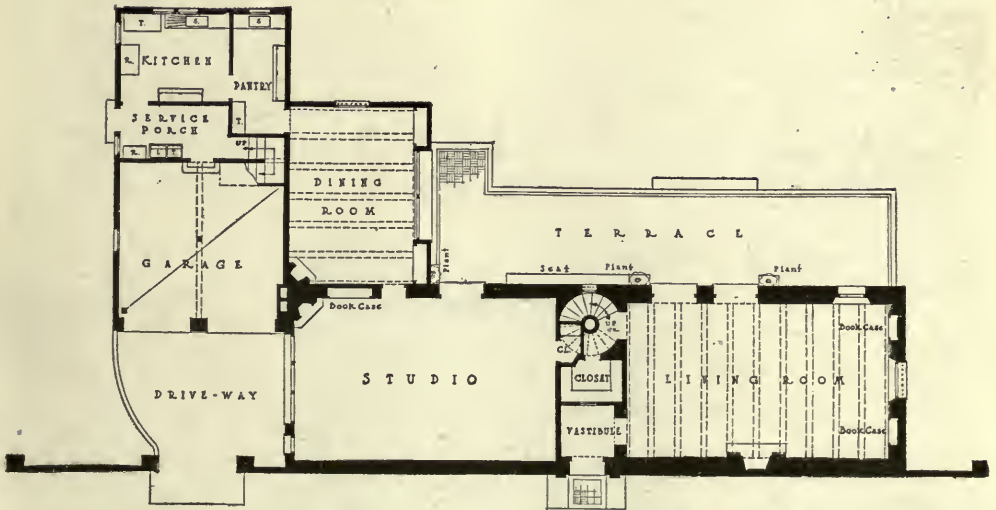 T.
S.
S.
R.
KITCHEN
PANTRY
SERVICE
PORCH
T.
UP
R.
L.
T.
DINING
ROOM
GARAGE
TERRACE
Plant
Seat
Plant
Plant
Book Case
UP
CL.
CLOSET
STUDIO
LIVING ROOM
Book Case
DRIVE-WAY
VASTIBULE
Book Case